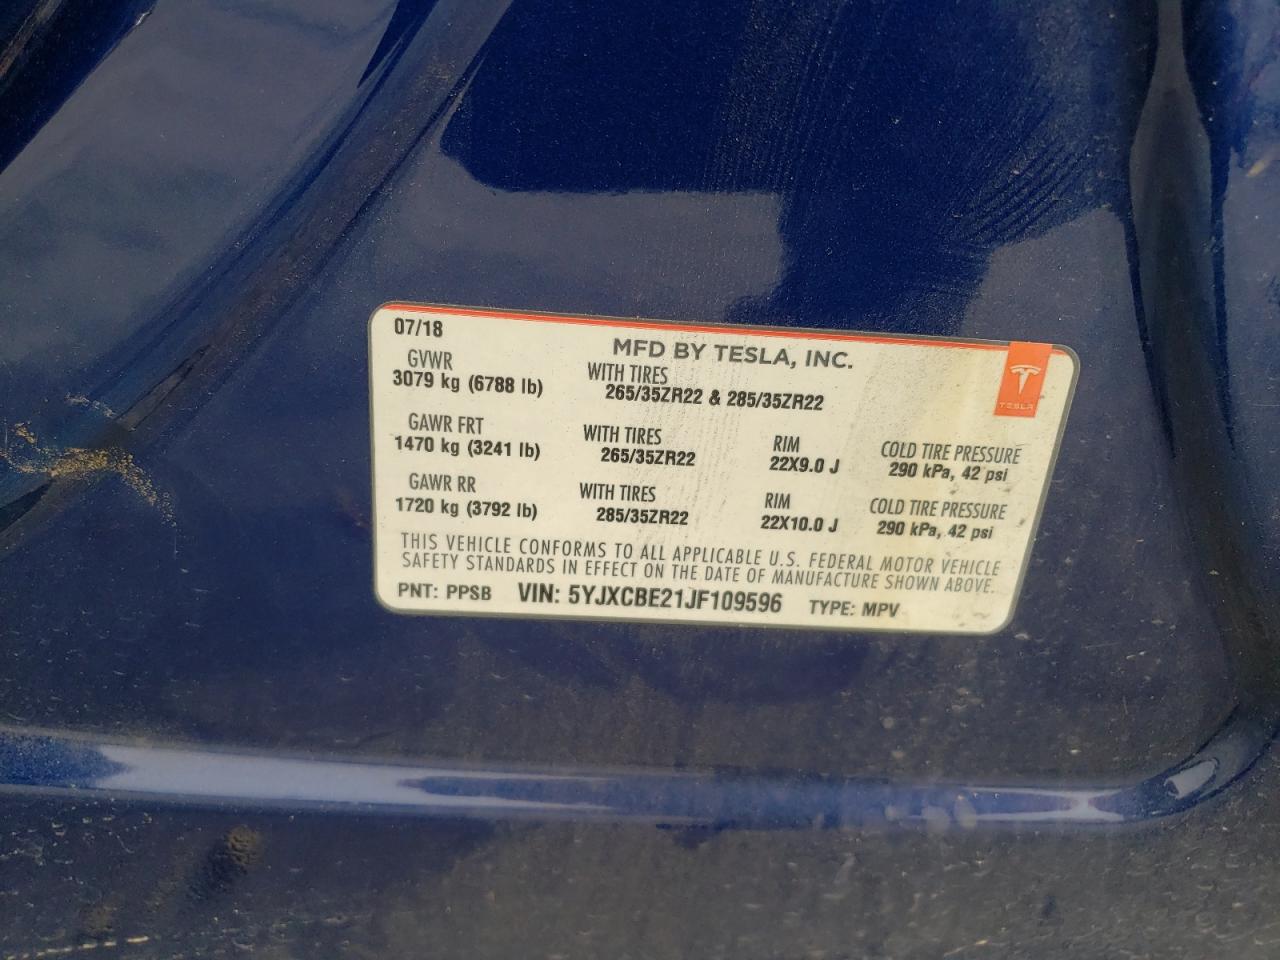 07/18
MFD BY TESLA, INC.
GVWR
3079 kg (6788 lb)
WITH TIRES
265/35ZR22 & 285/35ZR22
TESLA
GAWR FRT
1470 kg (3241 lb)
WITH TIRES
265/35ZR22
RIM
22X9.0 J
COLD TIRE PRESSURE
290 kPa, 42 psi
GAWR RR
1720 kg (3792 lb)
WITH TIRES
285/35ZR22
RIM
22X10.0 J
COLD TIRE PRESSURE
290 kPa, 42 psi
THIS VEHICLE CONFORMS TO ALL APPLICABLE U.S. FEDERAL MOTOR VEHICLE
SAFETY STANDARDS IN EFFECT ON THE DATE OF MANUFACTURE SHOWN ABOVE.
PNT: PPSB VIN: 5YJXCBE21JF109596 TYPE: MPV